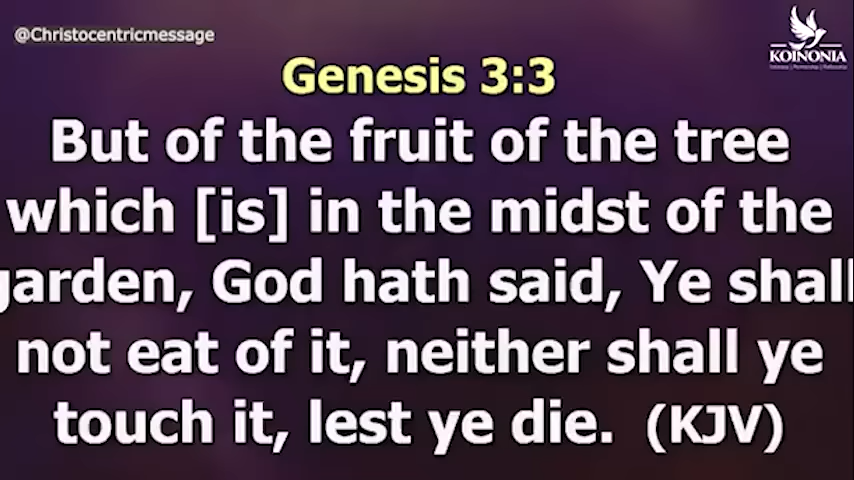 @Christocentricmessage
KOINONIA
Genesis 3:3
But of the fruit of the tree
which [is] in the midst of the
garden, God hath said, Ye shall
not eat of it, neither shall ye
touch it, lest ye die. (KJV)